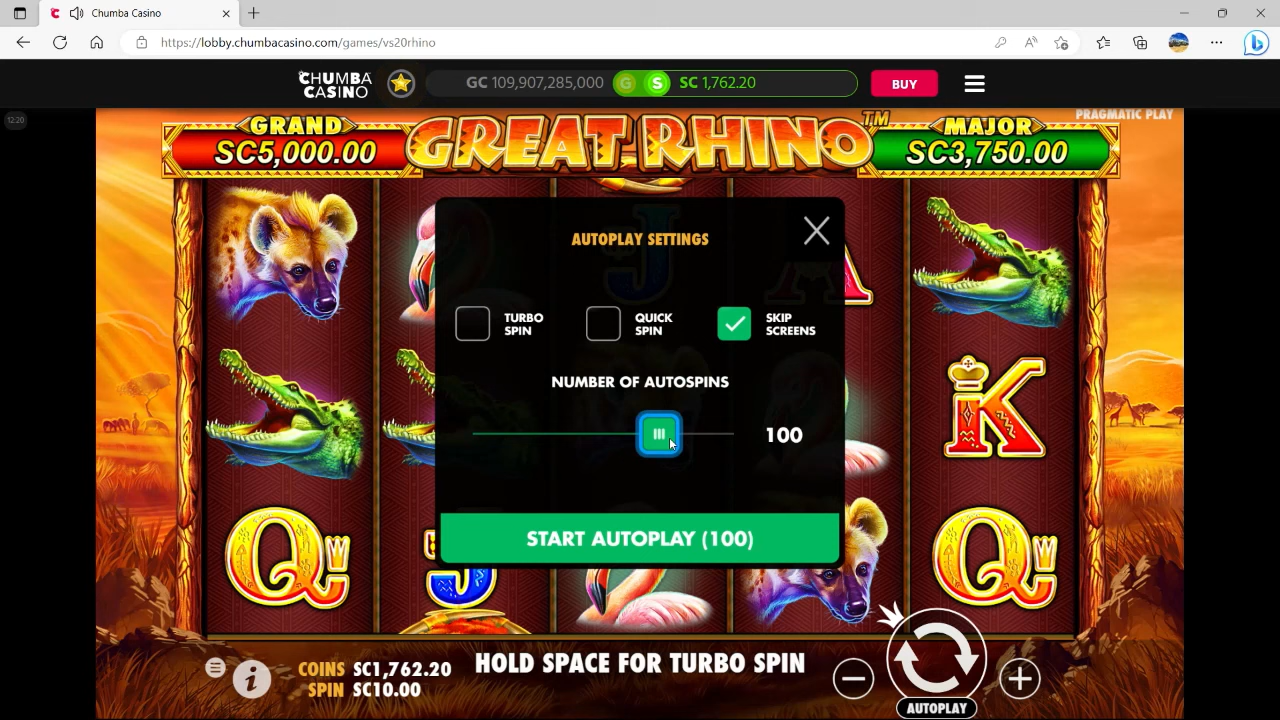 Chumba Casino
https://lobby.chumbacasino.com/games/vs20rhino
CHUMBA CASINO
GC 109,907,285,000
G
S
SC 1,762.20
BUY
12:20
PRAGMATIC PLAY
GRAND
SC5,000.00
GREAT RHINO™
MAJOR
SC3,750.00
AUTOPLAY SETTINGS
TURBO SPIN
QUICK SPIN
SKIP SCREENS
NUMBER OF AUTOSPINS
100
START AUTOPLAY (100)
J
A
K
Q
J
Q
COINS SC1,762.20
SPIN SC10.00
HOLD SPACE FOR TURBO SPIN
AUTOPLAY